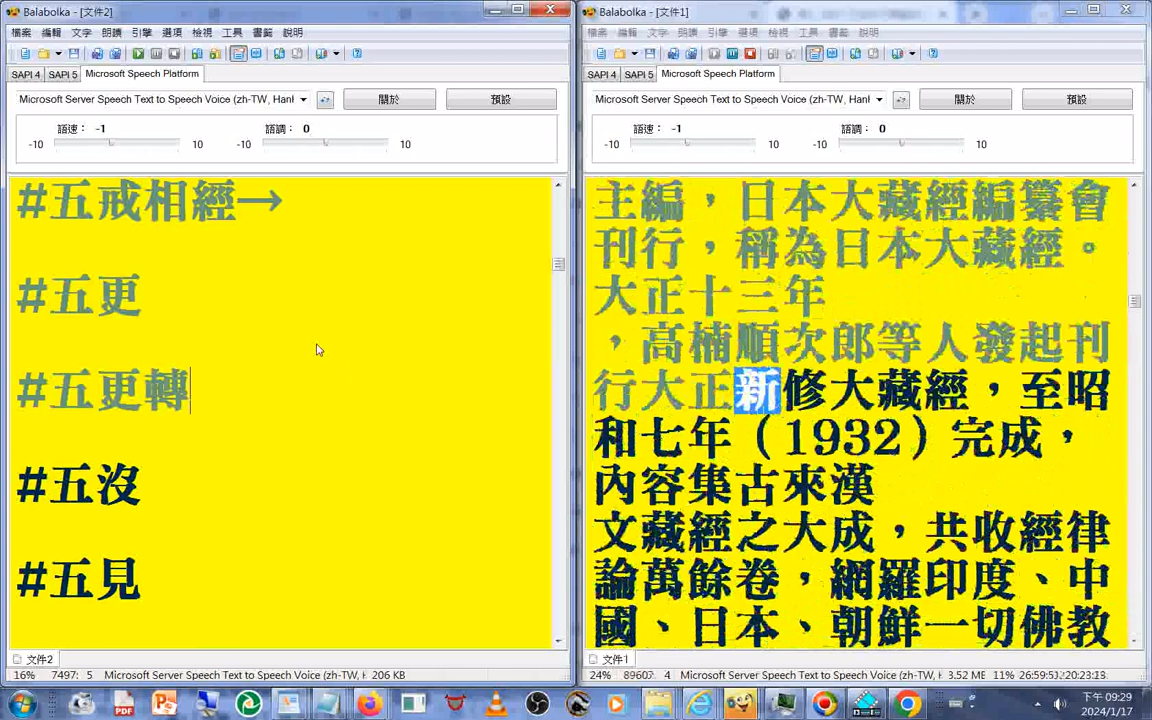 Balabolka - [文件2]
檔案 編輯 文字 朗讀 引擎 選項 檢視 工具 書籤 說明
SAPI 4 SAPI 5 Microsoft Speech Platform
Microsoft Server Speech Text to Speech Voice (zh-TW, Hanl
關於 預設
語速： -1 語調： 0
-10 10 -10 10
#五戒相經→
#五更
#五更轉
#五沒
#五見
文件2
16% 7497: 5 Microsoft Server Speech Text to Speech Voice (zh-TW, H 206 KB
Balabolka - [文件1]
檔案 編輯 文字 朗讀 引擎 選項 檢視 工具 書籤 說明
SAPI 4 SAPI 5 Microsoft Speech Platform
Microsoft Server Speech Text to Speech Voice (zh-TW, Hanl
關於 預設
語速： -1 語調： 0
-10 10 -10 10
主編，日本大藏經編纂會
刊行，稱為日本大藏經。
大正十三年
，高楠順次郎等人發起刊
行大正新修大藏經，至昭
和七年（1932）完成，
內容集古來漢
文藏經之大成，共收經律
論萬餘卷，網羅印度、中
國、日本、朝鮮一切佛教
文件1
24% 89607: 4 Microsoft Server Speech Text to Speech Voice (zh-TW, H 3.52 MB 11%
下午 09:29
2024/1/17